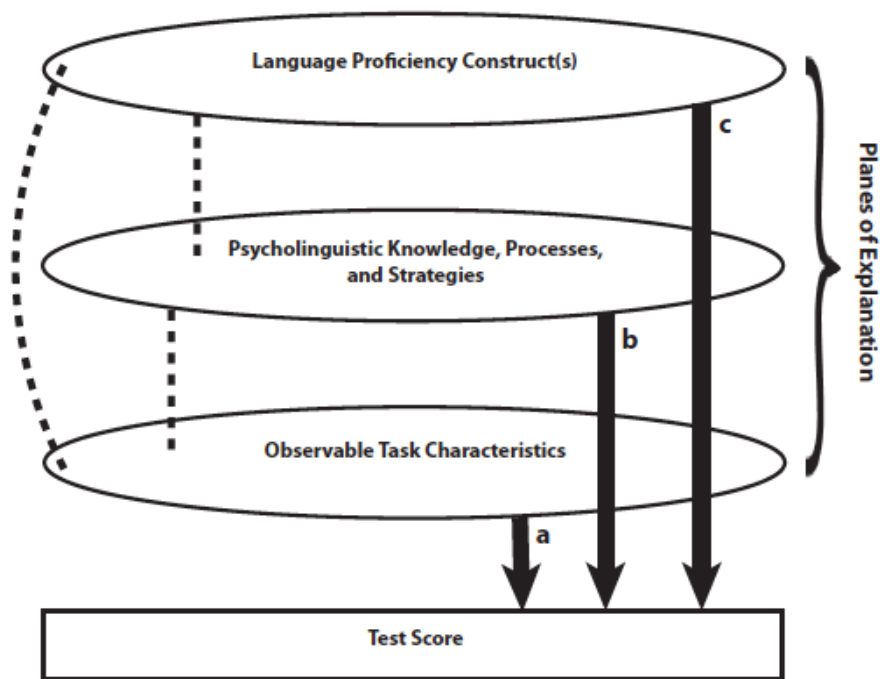 Language Proficiency Construct(s)
c
Psycholinguistic Knowledge, Processes,
and Strategies
b
Observable Task Characteristics
a
Test Score
Planes of Explanation